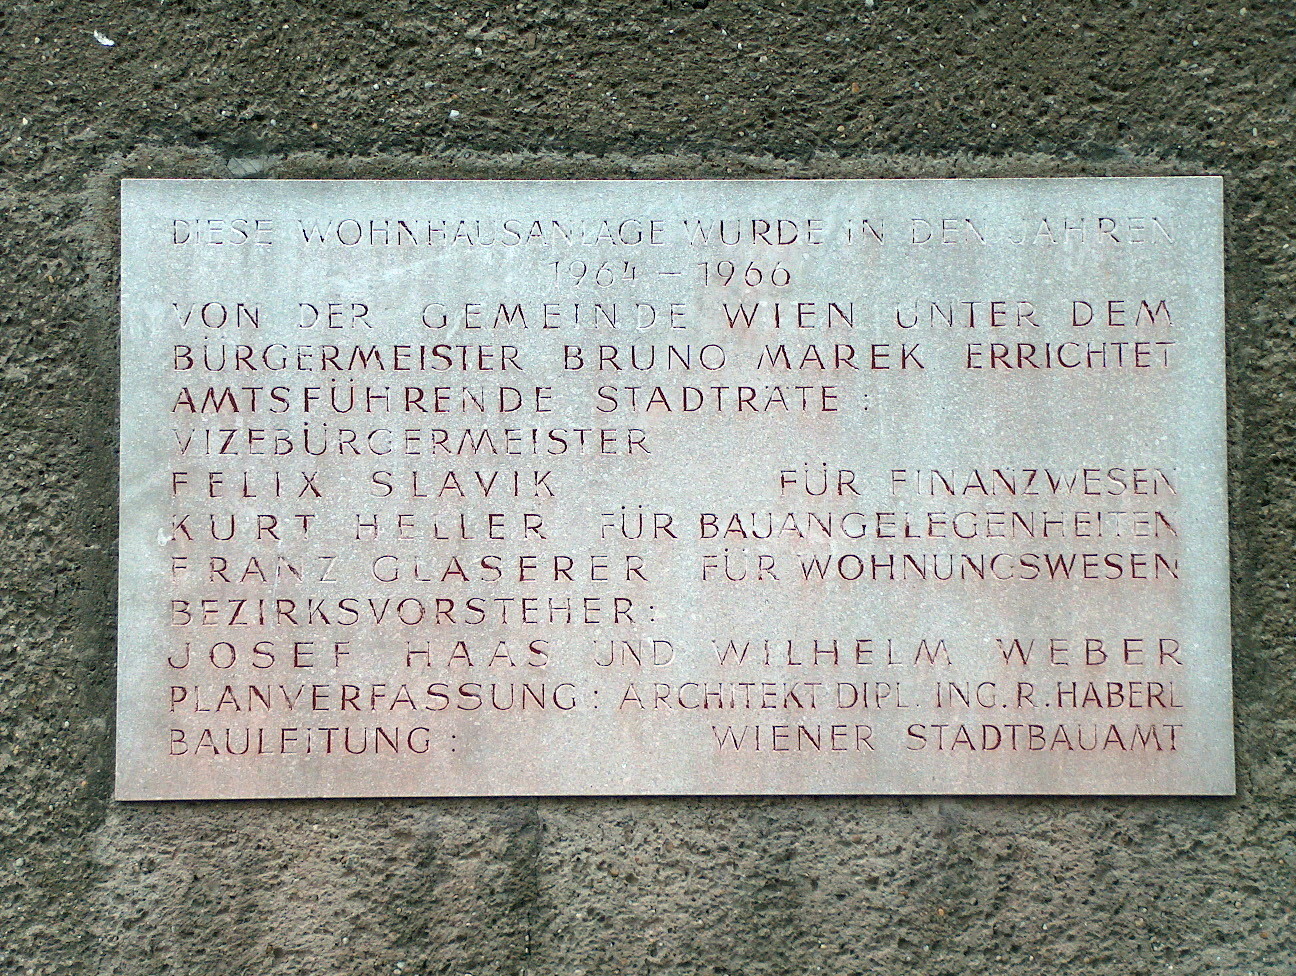 DIESE WOHNHAUSANLAGE WURDE IN DEN JAHREN
1964 – 1966
VON DER GEMEINDE WIEN UNTER DEM
BÜRGERMEISTER BRUNO MAREK ERRICHTET
AMTSFÜHRENDE STADTRÄTE :
VIZEBÜRGERMEISTER
FELIX SLAVIK FÜR FINANZWESEN
KURT HELLER FÜR BAUANGELEGENHEITEN
FRANZ GLASERER FÜR WOHNUNGSWESEN
BEZIRKSVORSTEHER:
JOSEF HAAS UND WILHELM WEBER
PLANVERFASSUNG: ARCHITEKT DIPL. ING. R. HABERL
BAULEITUNG : WIENER STADTBAUAMT